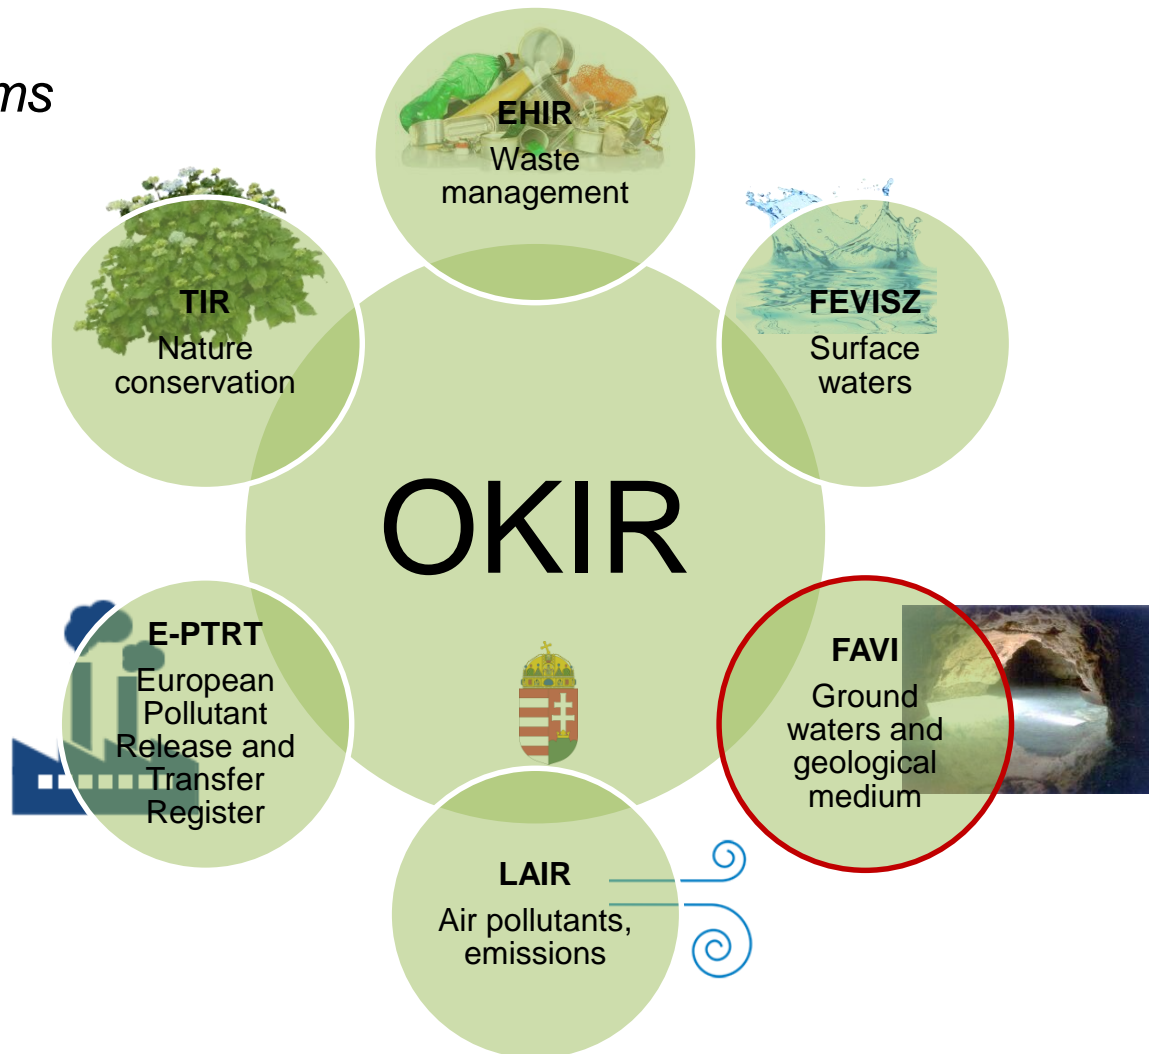 EHIR
Waste
management
TIR
Nature
conservation
FEVISZ
Surface
waters
OKIR
E-PTRT
European
Pollutant
Release and
Transfer
Register
FAVI
Ground
waters and
geological
medium
LAIR
Air pollutants,
emissions